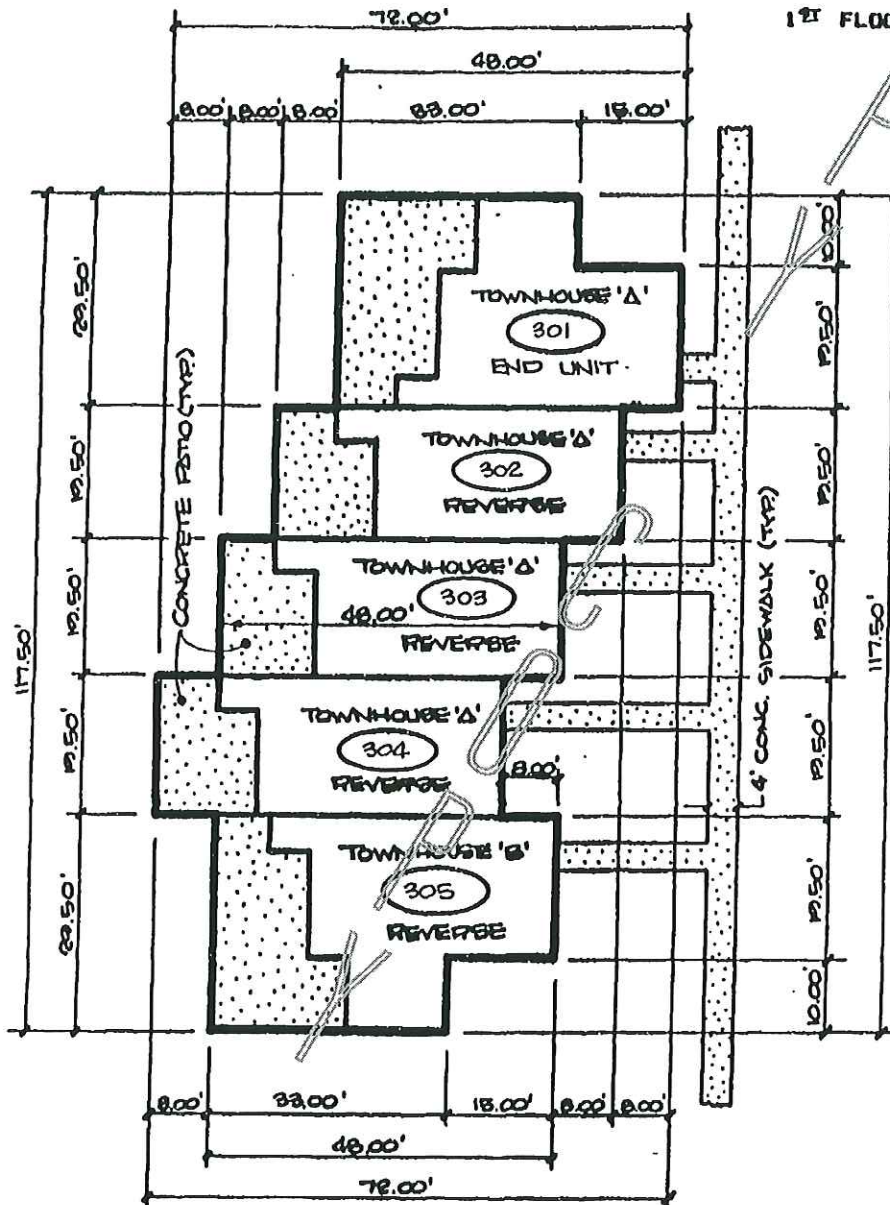 72.00'
1ST FLOO
48.00'
8.00' 8.00' 8.00' 33.00' 15.00'
10.00'
29.50'
TOWNHOUSE 'A'
301
END UNIT
19.50'
CONCRETE PATIO (TYP.)
19.50'
TOWNHOUSE 'A'
302
REVERSE
19.50'
117.50'
19.50'
TOWNHOUSE 'A'
303
48.00'
REVERSE
4' CONC. SIDEWALK (TYP.)
19.50'
117.50'
19.50'
TOWNHOUSE 'A'
304
REVERSE
8.00'
19.50'
29.50'
TOWNHOUSE 'B'
305
REVERSE
19.50'
10.00'
8.00' 33.00' 15.00' 8.00' 8.00'
48.00'
72.00'
COPY